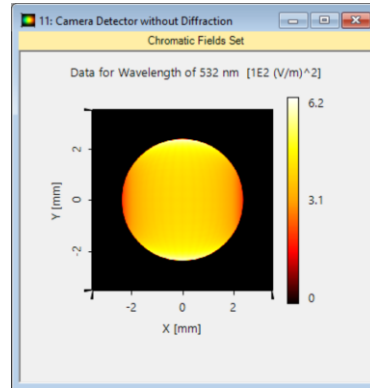 11: Camera Detector without Diffraction
Chromatic Fields Set
Data for Wavelength of 532 nm [1E2 (V/m)^2]
6.2
3.1
0
Y [mm]
2
0
-2
-2 0 2
X [mm]